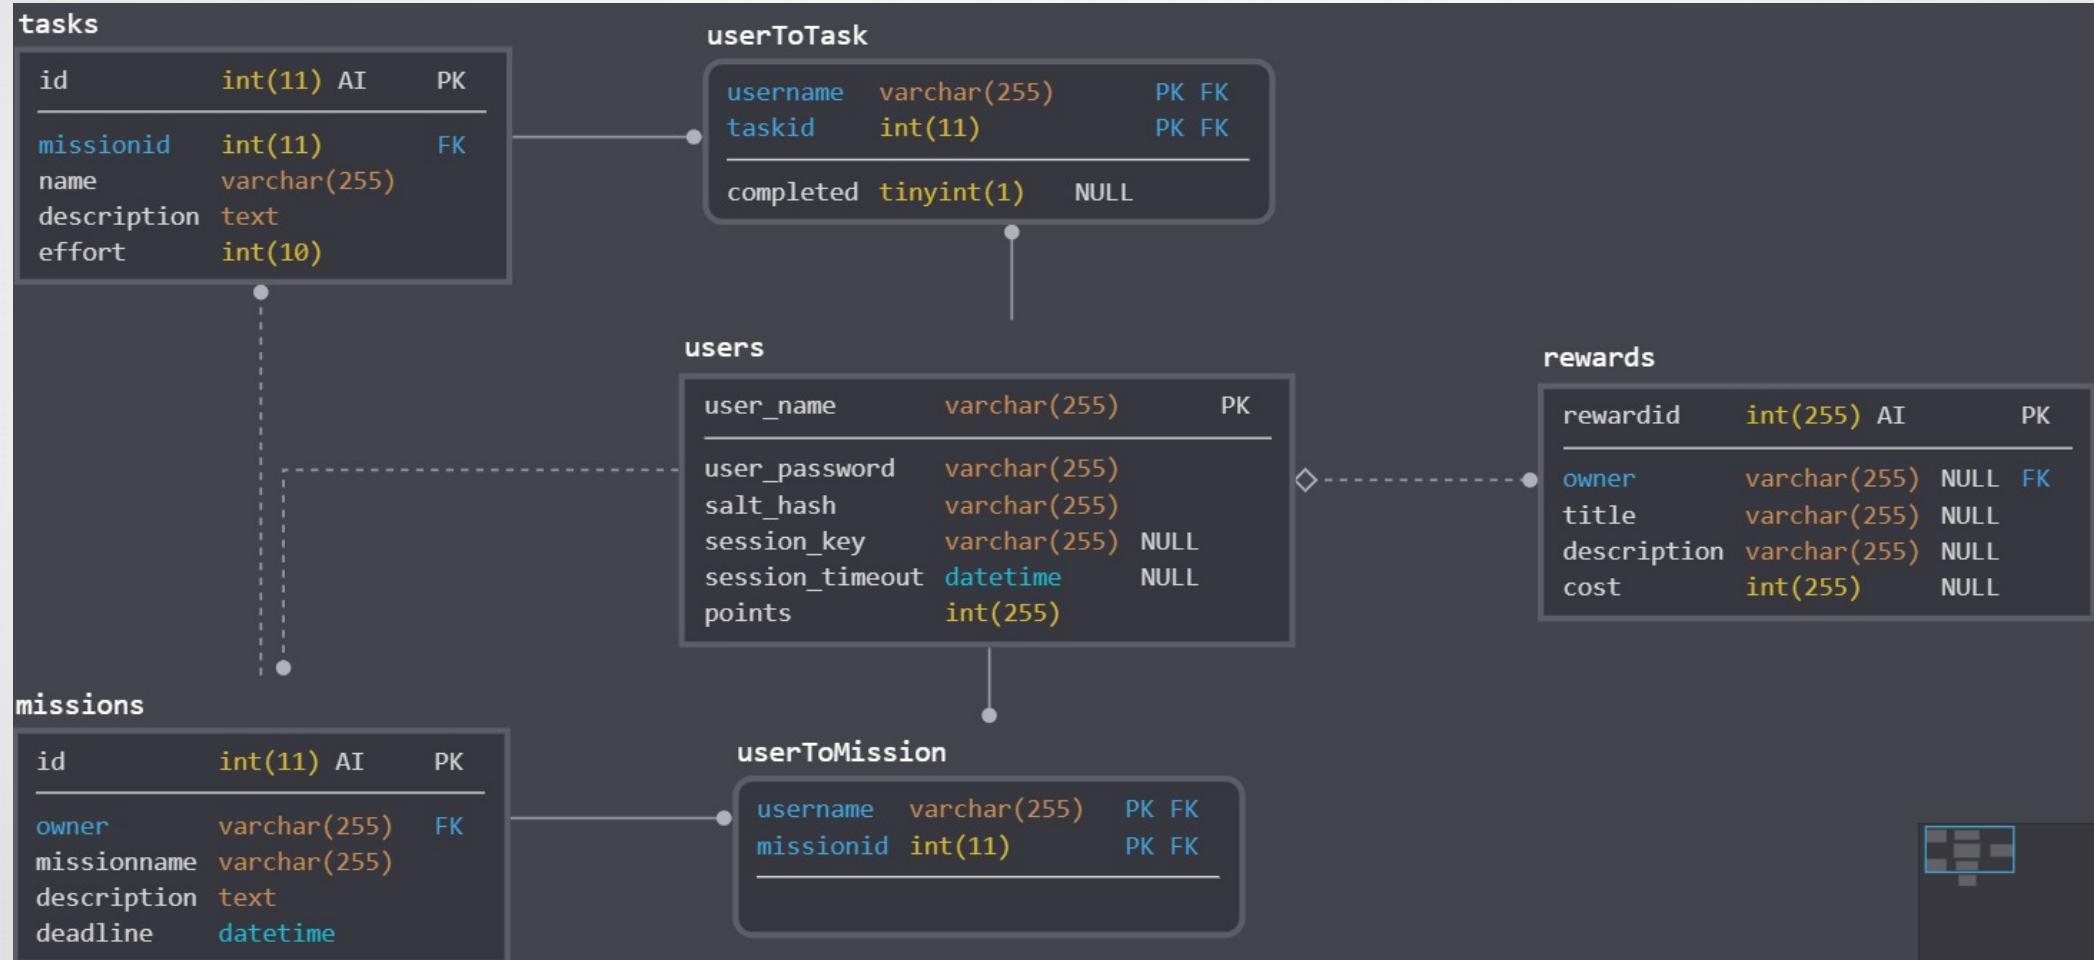 tasks
id int(11) AI PK
missionid int(11) FK
name varchar(255)
description text
effort int(10)
userToTask
username varchar(255) PK FK
taskid int(11) PK FK
completed tinyint(1) NULL
users
user_name varchar(255) PK
user_password varchar(255)
salt_hash varchar(255)
session_key varchar(255) NULL
session_timeout datetime NULL
points int(255)
rewards
rewardid int(255) AI PK
owner varchar(255) NULL FK
title varchar(255) NULL
description varchar(255) NULL
cost int(255) NULL
missions
id int(11) AI PK
owner varchar(255) FK
missionname varchar(255)
description text
deadline datetime
userToMission
username varchar(255) PK FK
missionid int(11) PK FK